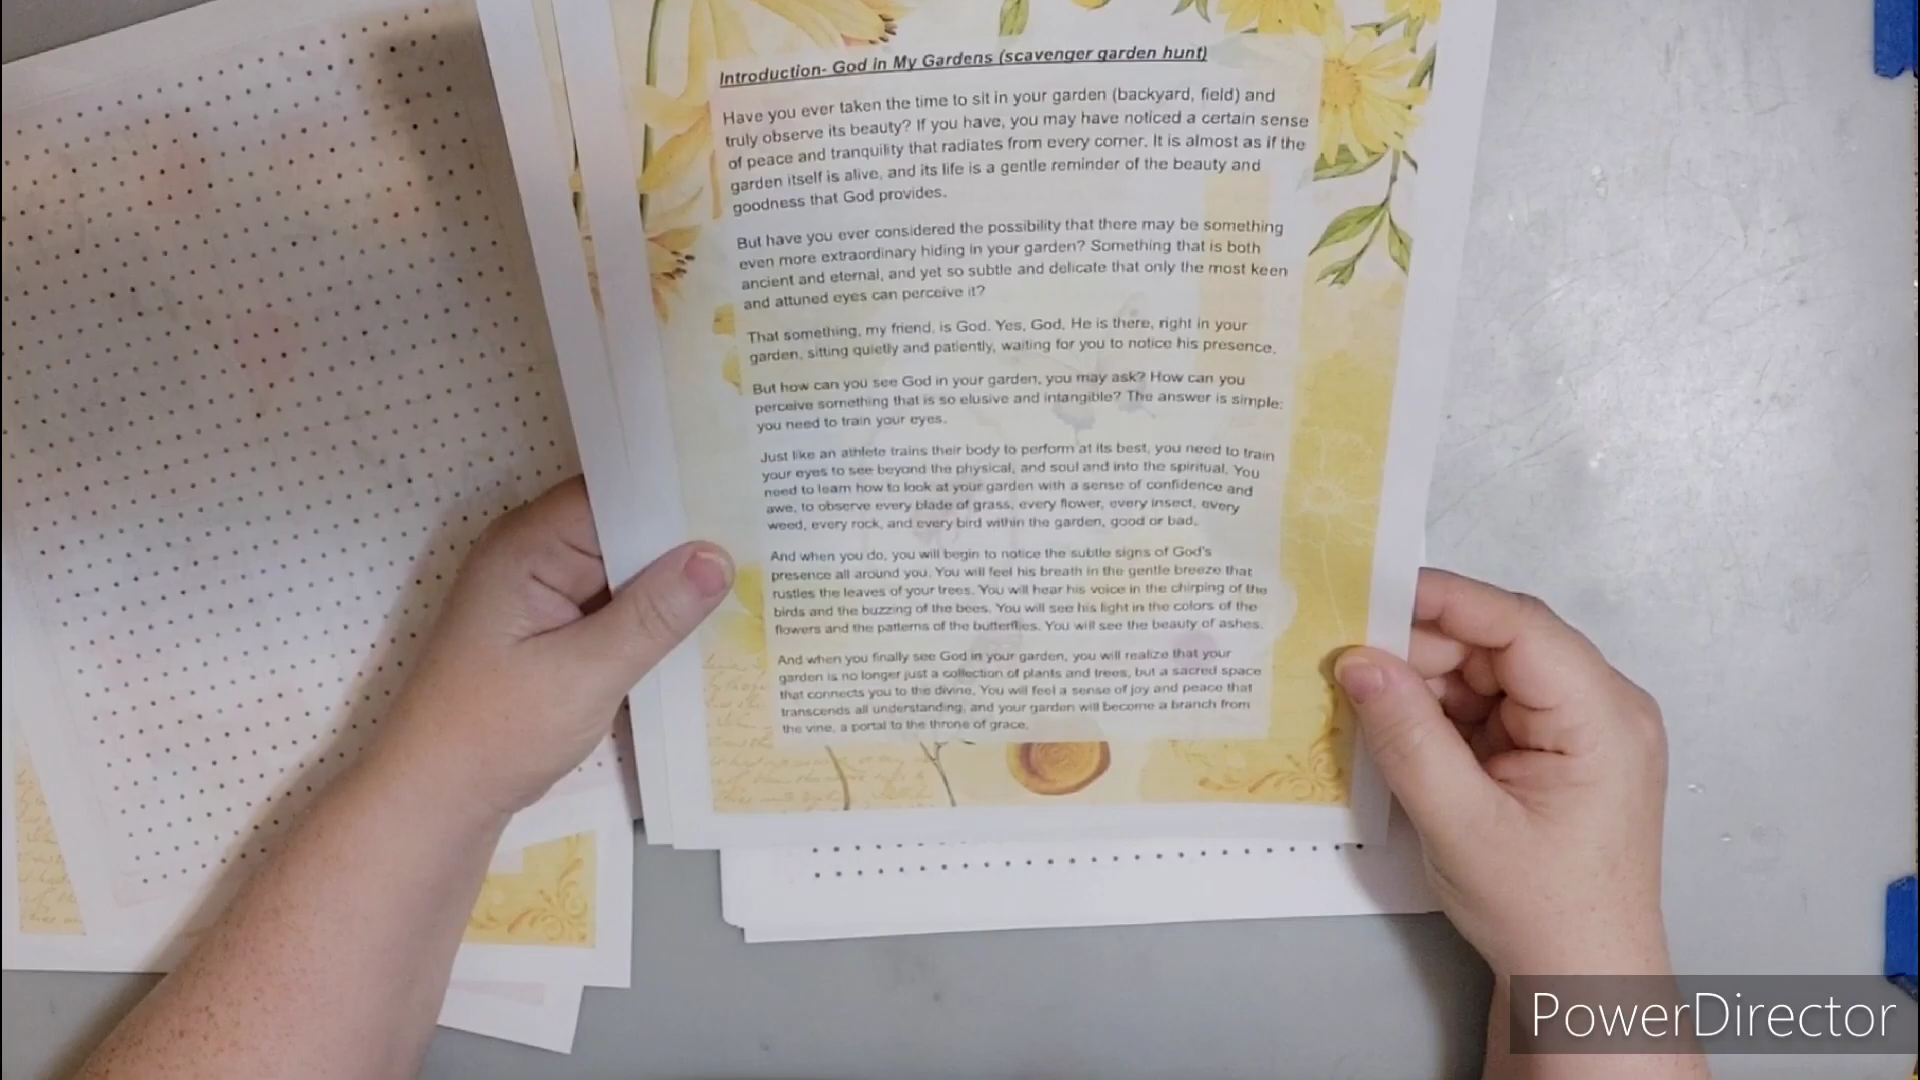 Introduction- God in My Gardens (scavenger garden hunt)
Have you ever taken the time to sit in your garden (backyard, field) and
truly observe its beauty? If you have, you may have noticed a certain sense
of peace and tranquility that radiates from every corner. It is almost as if the
garden itself is alive, and its life is a gentle reminder of the beauty and
goodness that God provides.
But have you ever considered the possibility that there may be something
even more extraordinary hiding in your garden? Something that is both
ancient and eternal, and yet so subtle and delicate that only the most keen
and attuned eyes can perceive it?
That something, my friend, is God. Yes, God, He is there, right in your
garden, sitting quietly and patiently, waiting for you to notice his presence.
But how can you see God in your garden, you may ask? How can you
perceive something that is so elusive and intangible? The answer is simple:
you need to train your eyes.
Just like an athlete trains their body to perform at its best, you need to train
your eyes to see beyond the physical, and soul and into the spiritual. You
need to learn how to look at your garden with a sense of confidence and
awe, to observe every blade of grass, every flower, every insect, every
weed, every rock, and every bird within the garden, good or bad.
And when you do, you will begin to notice the subtle signs of God's
presence all around you. You will feel his breath in the gentle breeze that
rustles the leaves of your trees. You will hear his voice in the chirping of the
birds and the buzzing of the bees. You will see his light in the colors of the
flowers and the patterns of the butterflies. You will see the beauty of ashes.
And when you finally see God in your garden, you will realize that your
garden is no longer just a collection of plants and trees, but a sacred space
that connects you to the divine. You will feel a sense of joy and peace that
transcends all understanding, and your garden will become a branch from
the vine, a portal to the throne of grace.
PowerDirector